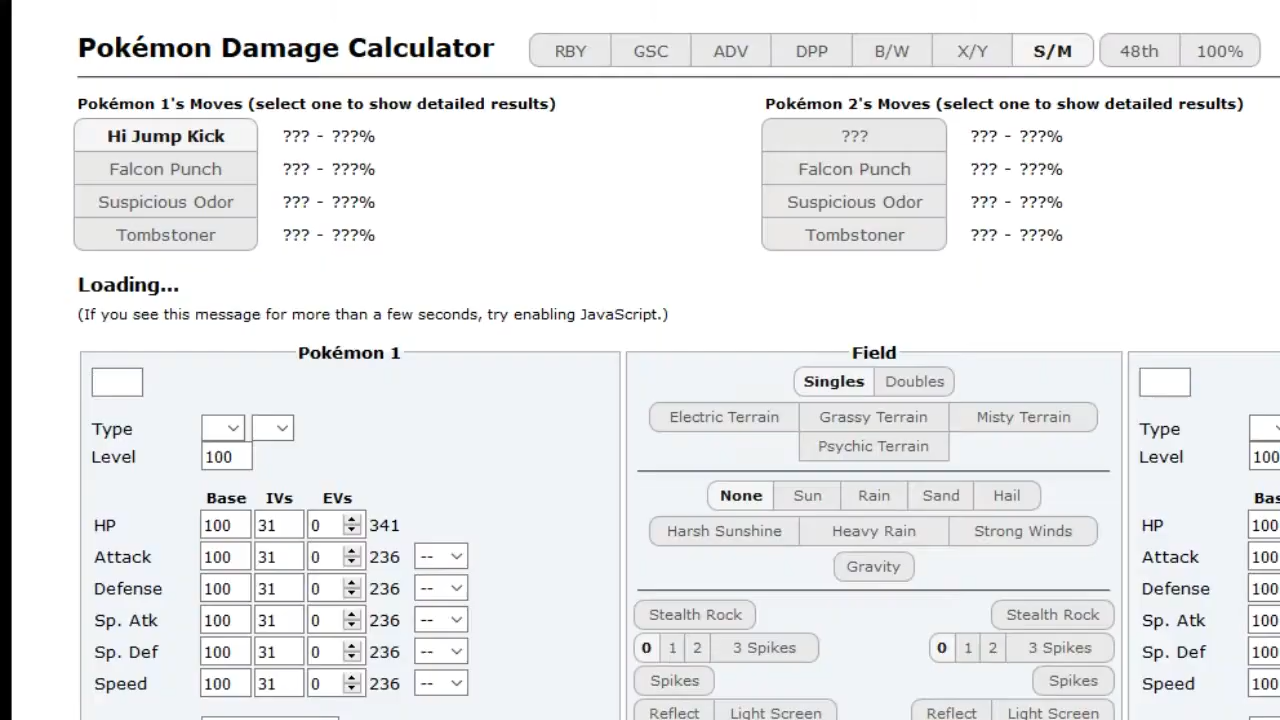 Pokémon Damage Calculator RBY GSC ADV DPP B/W X/Y S/M 48th 100%
Pokémon 1's Moves (select one to show detailed results) Pokémon 2's Moves (select one to show detailed results)
Hi Jump Kick ??? - ???% ??? ??? - ???%
Falcon Punch ??? - ???% Falcon Punch ??? - ???%
Suspicious Odor ??? - ???% Suspicious Odor ??? - ???%
Tombstoner ??? - ???% Tombstoner ??? - ???%
Loading...
(If you see this message for more than a few seconds, try enabling JavaScript.)
Pokémon 1 Field
Singles Doubles
Electric Terrain Grassy Terrain Misty Terrain
Type Type
Psychic Terrain
Level 100 Level 100
None Sun Rain Sand Hail
Base IVs EVs Bas
HP 100 31 0 341 HP 100
Harsh Sunshine Heavy Rain Strong Winds
Attack 100 31 0 236 -- Attack 100
Gravity
Defense 100 31 0 236 -- Defense 100
Stealth Rock Stealth Rock
Sp. Atk 100 31 0 236 -- Sp. Atk 100
0 1 2 3 Spikes 0 1 2 3 Spikes
Sp. Def 100 31 0 236 -- Sp. Def 100
Spikes Spikes
Speed 100 31 0 236 -- Speed 100
Reflect Light Screen Reflect Light Screen